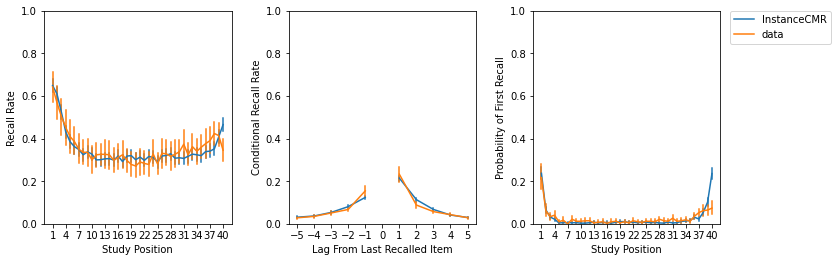 Recall Rate
1.0
0.8
0.6
0.4
0.2
0.0
1 4 7 10 13 16 19 22 25 28 31 34 37 40
Study Position
Conditional Recall Rate
1.0
0.8
0.6
0.4
0.2
0.0
−5 −4 −3 −2 −1 0 1 2 3 4 5
Lag From Last Recalled Item
Probability of First Recall
1.0
0.8
0.6
0.4
0.2
0.0
1 4 7 10 13 16 19 22 25 28 31 34 37 40
Study Position
InstanceCMR
data